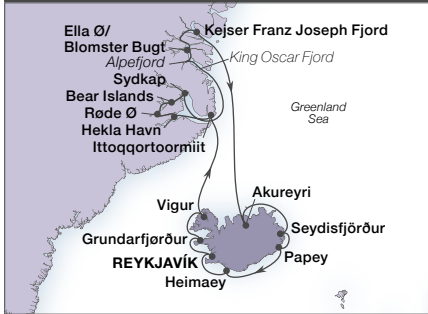 Ella Ø/
Blomster Bugt
Kejser Franz Joseph Fjord
Alpefjord
King Oscar Fjord
Sydkap
Bear Islands
Røde Ø
Hekla Havn
Ittoqqortoormiit
Greenland
Sea
Vigur
Akureyri
Grundarfjørður
Seydisfjörður
REYKJAVÍK
Papey
Heimaey